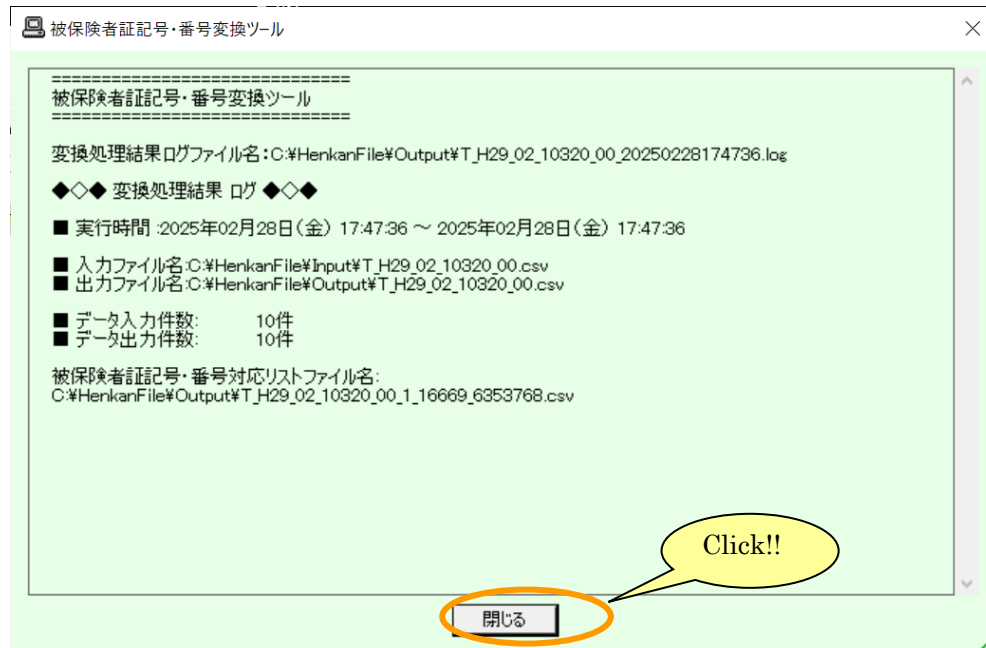 被保険者証記号・番号変換ツール
==============================
被保険者証記号・番号変換ツール
==============================
変換処理結果ログファイル名:C:¥HenkanFile¥Output¥T_H29_02_10320_00_20250228174736.log
◆◇◆ 変換処理結果 ログ ◆◇◆
■ 実行時間 :2025年02月28日(金) 17:47:36 ~ 2025年02月28日(金) 17:47:36
■ 入力ファイル名:C:¥HenkanFile¥Input¥T_H29_02_10320_00.csv
■ 出力ファイル名:C:¥HenkanFile¥Output¥T_H29_02_10320_00.csv
■ データ入力件数: 10件
■ データ出力件数: 10件
被保険者証記号・番号対応リストファイル名:
C:¥HenkanFile¥Output¥T_H29_02_10320_00_1_16669_6353768.csv
Click!!
閉じる